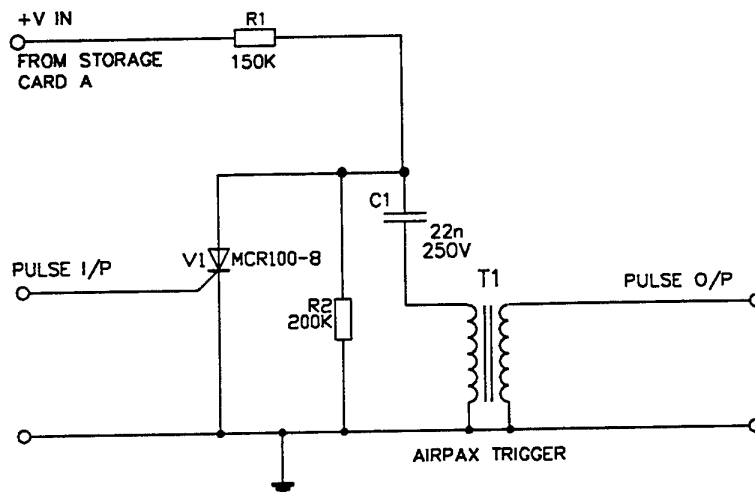 +V IN
R1
FROM STORAGE
150K
CARD A
C1
22n
250V
V1
MCR100-8
PULSE I/P
T1
PULSE O/P
R2
200K
AIRPAX TRIGGER